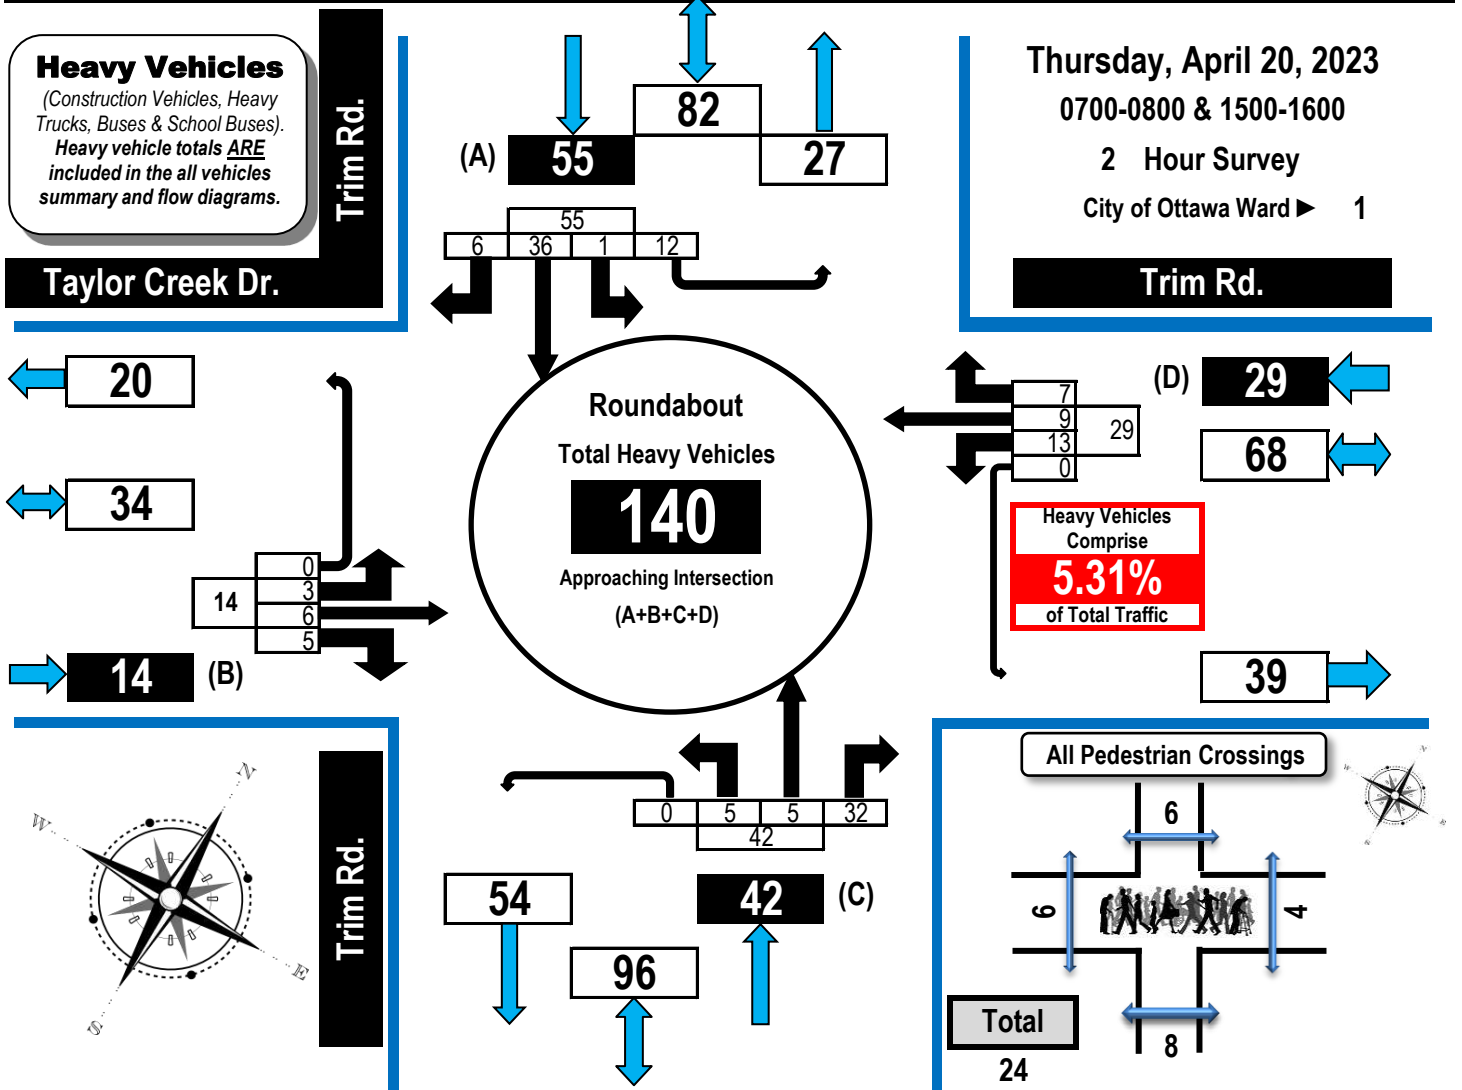 Heavy Vehicles
(Construction Vehicles, Heavy
Trucks, Buses & School Buses).
Heavy vehicle totals ARE
included in the all vehicles
summary and flow diagrams.
Trim Rd.
Taylor Creek Dr.
82
(A) 55
27
55
6 36 1 12
Thursday, April 20, 2023
0700-0800 & 1500-1600
2 Hour Survey
City of Ottawa Ward ► 1
Trim Rd.
20
34
0
3
6
5
14
14 (B)
Roundabout
Total Heavy Vehicles
140
Approaching Intersection
(A+B+C+D)
7
9
13
0
29
(D) 29
68
Heavy Vehicles
Comprise
5.31%
of Total Traffic
39
N
W
E
S
Trim Rd.
0 5 5 32
42
54
42 (C)
96
All Pedestrian Crossings
N
W
E
S
6
6
4
8
Total
24